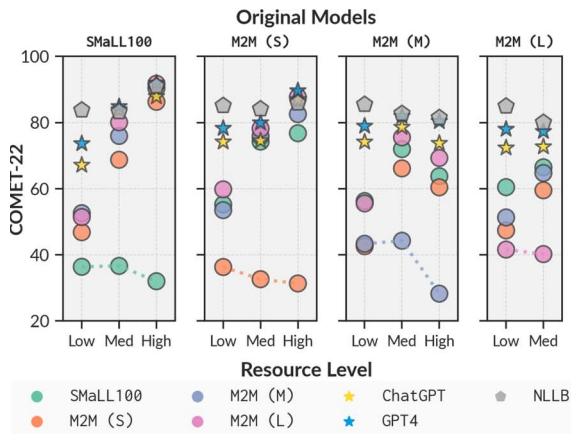 Original Models
SMaLL100 M2M (S) M2M (M) M2M (L)
COMET-22
100
80
60
40
20
Low Med High Low Med High Low Med High Low Med
Resource Level
SMaLL100 M2M (M) ChatGPT NLLB
M2M (S) M2M (L) GPT4